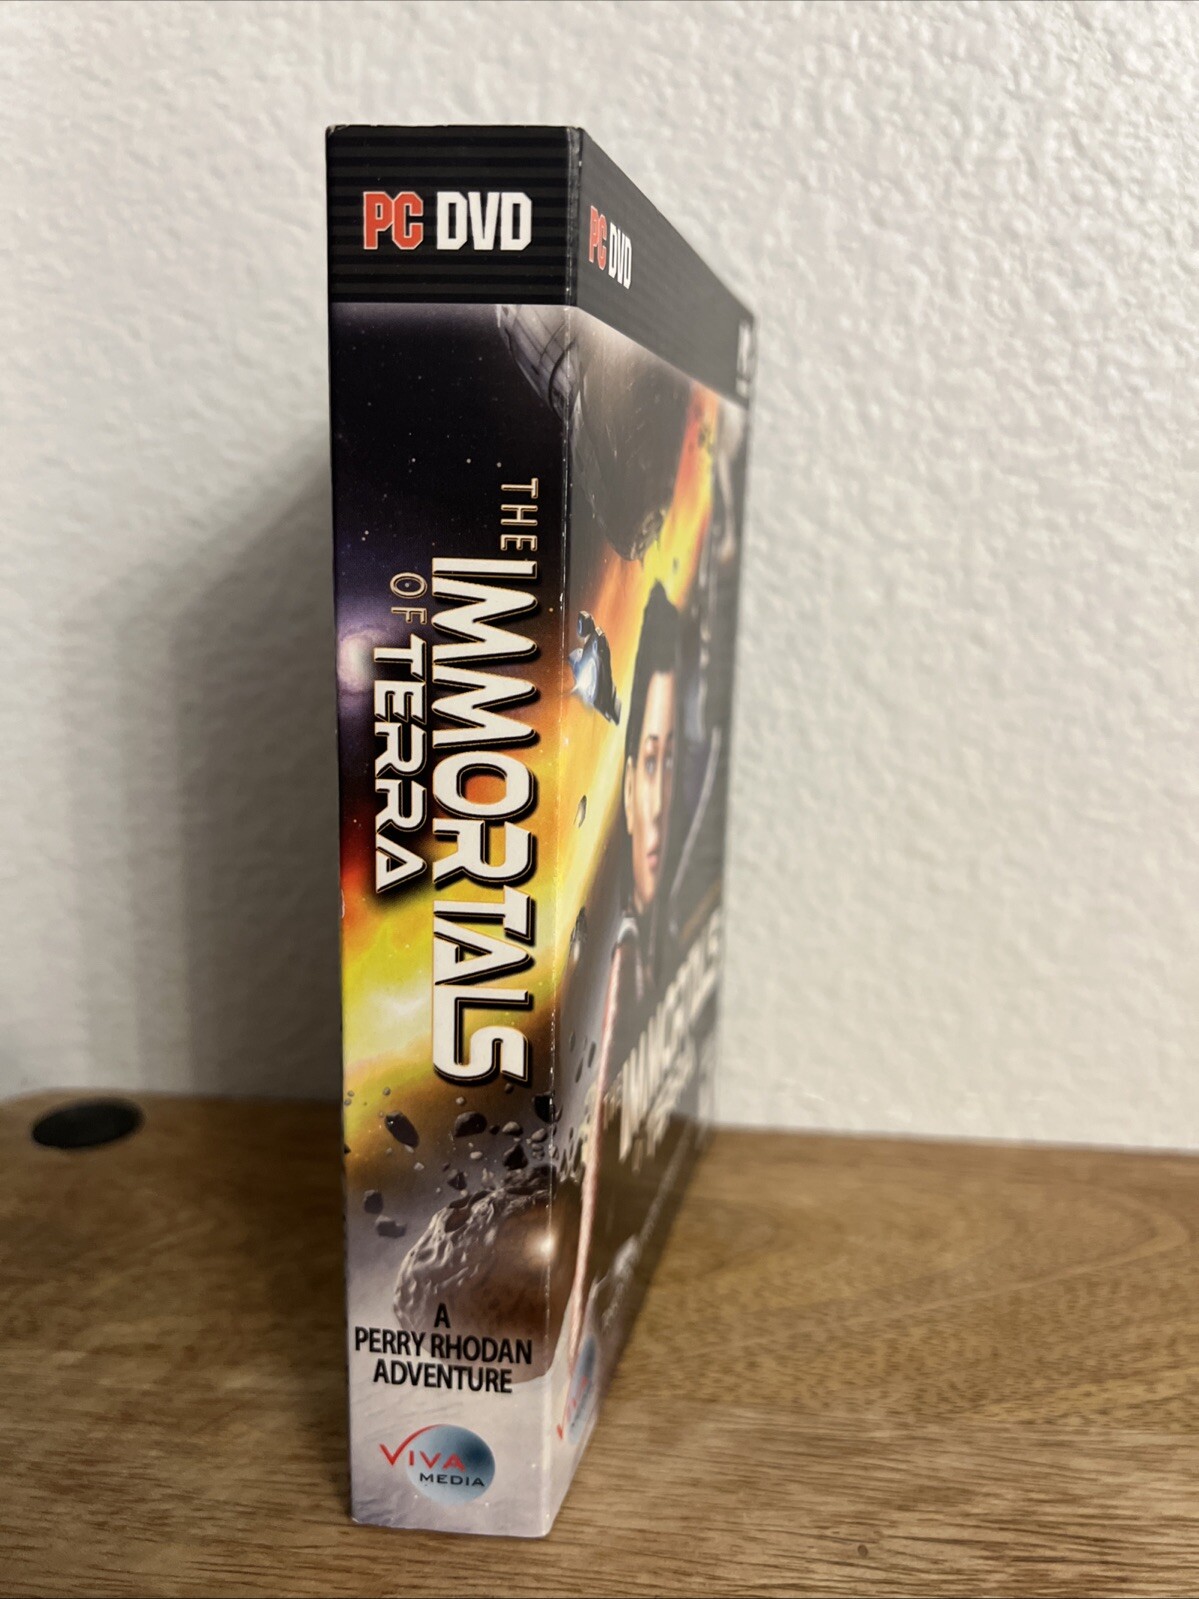 PC DVD
THE
IMMORTALS
OF TERRA
A
PERRY RHODAN
ADVENTURE
VIVA
MEDIA
PC DVD